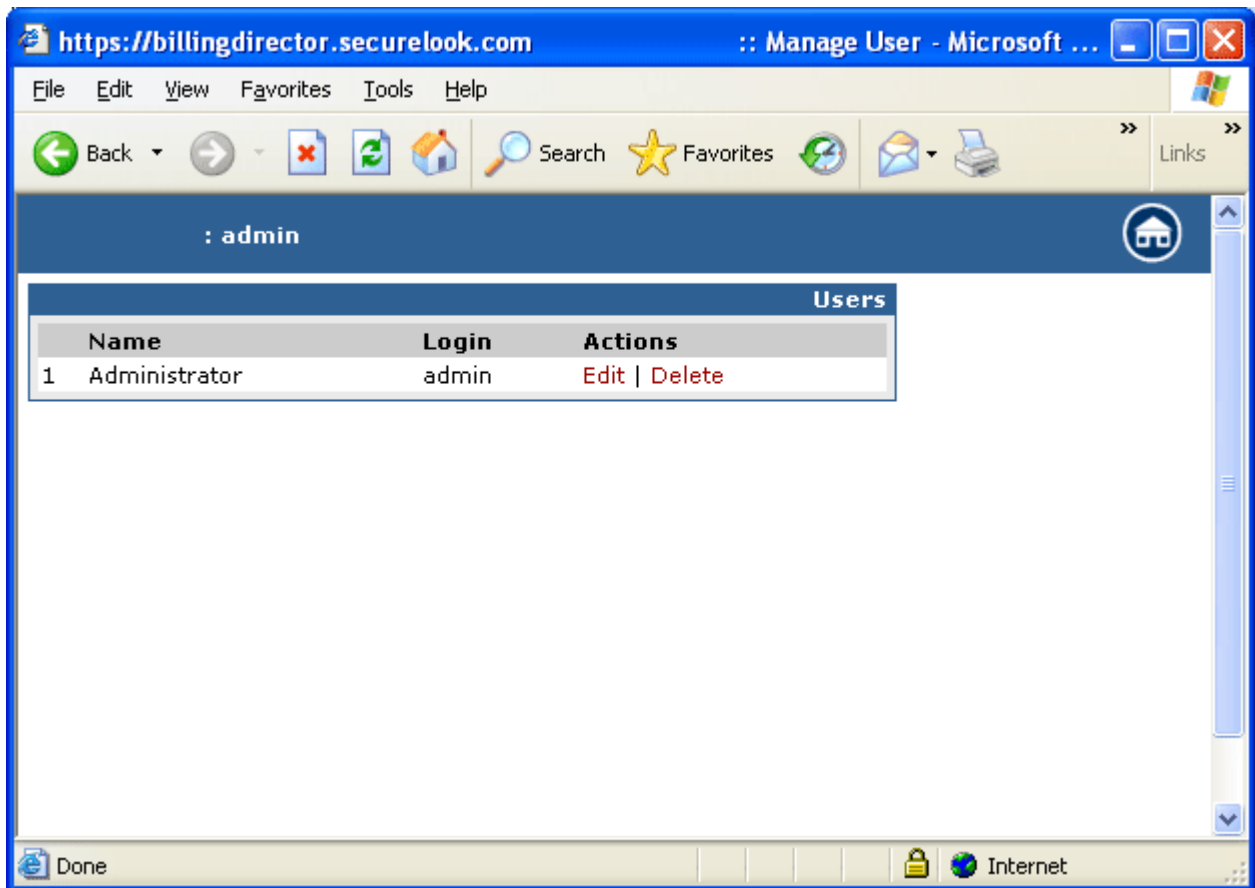 https://billingdirector.securelook.com :: Manage User - Microsoft ...
File Edit View Favorites Tools Help
Back Search Favorites » Links »
: admin
Users
Name Login Actions
1 Administrator admin Edit | Delete
Done Internet